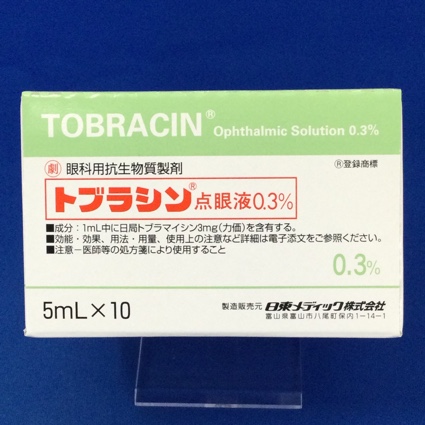 TOBRACIN® Ophthalmic Solution 0.3%
劇 眼科用抗生物質製剤
®登録商標
トブラシン®点眼液0.3%
■成分：1mL中に日局トブラマイシン3mg（力価）を含有する。
■効能・効果、用法・用量、使用上の注意など詳細は電子添文をご参照ください。
■注意－医師等の処方箋により使用すること
0.3%
5mL×10
製造販売元 日東メディック株式会社
富山県富山市八尾町保内1-14-1